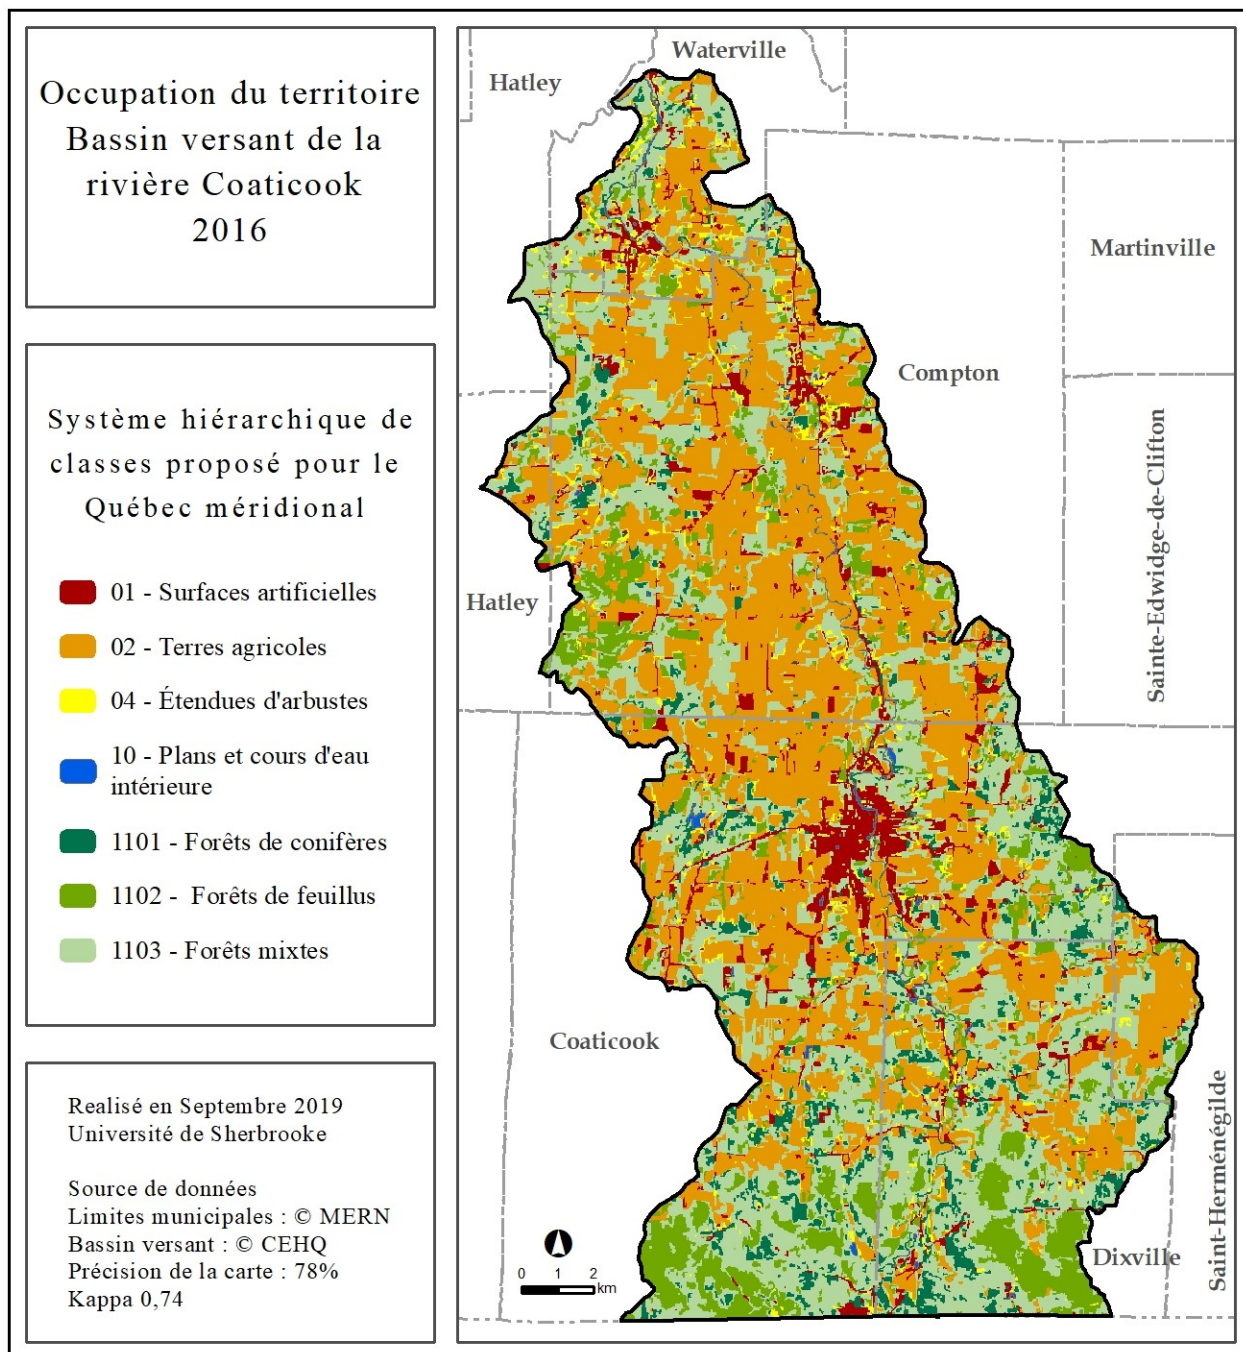 Occupation du territoire
Bassin versant de la
rivière Coaticook
2016
Système hiérarchique de
classes proposé pour le
Québec méridional
01 - Surfaces artificielles
02 - Terres agricoles
04 - Étendues d'arbustes
10 - Plans et cours d'eau
intérieure
1101 - Forêts de conifères
1102 - Forêts de feuillus
1103 - Forêts mixtes
Realisé en Septembre 2019
Université de Sherbrooke
Source de données
Limites municipales : © MERN
Bassin versant : © CEHQ
Précision de la carte : 78%
Kappa 0,74
Waterville
Hatley
Martinville
Compton
Sainte-Edwidge-de-Clifton
Hatley
Coaticook
Saint-Herménégilde
Dixville
0 1 2
km